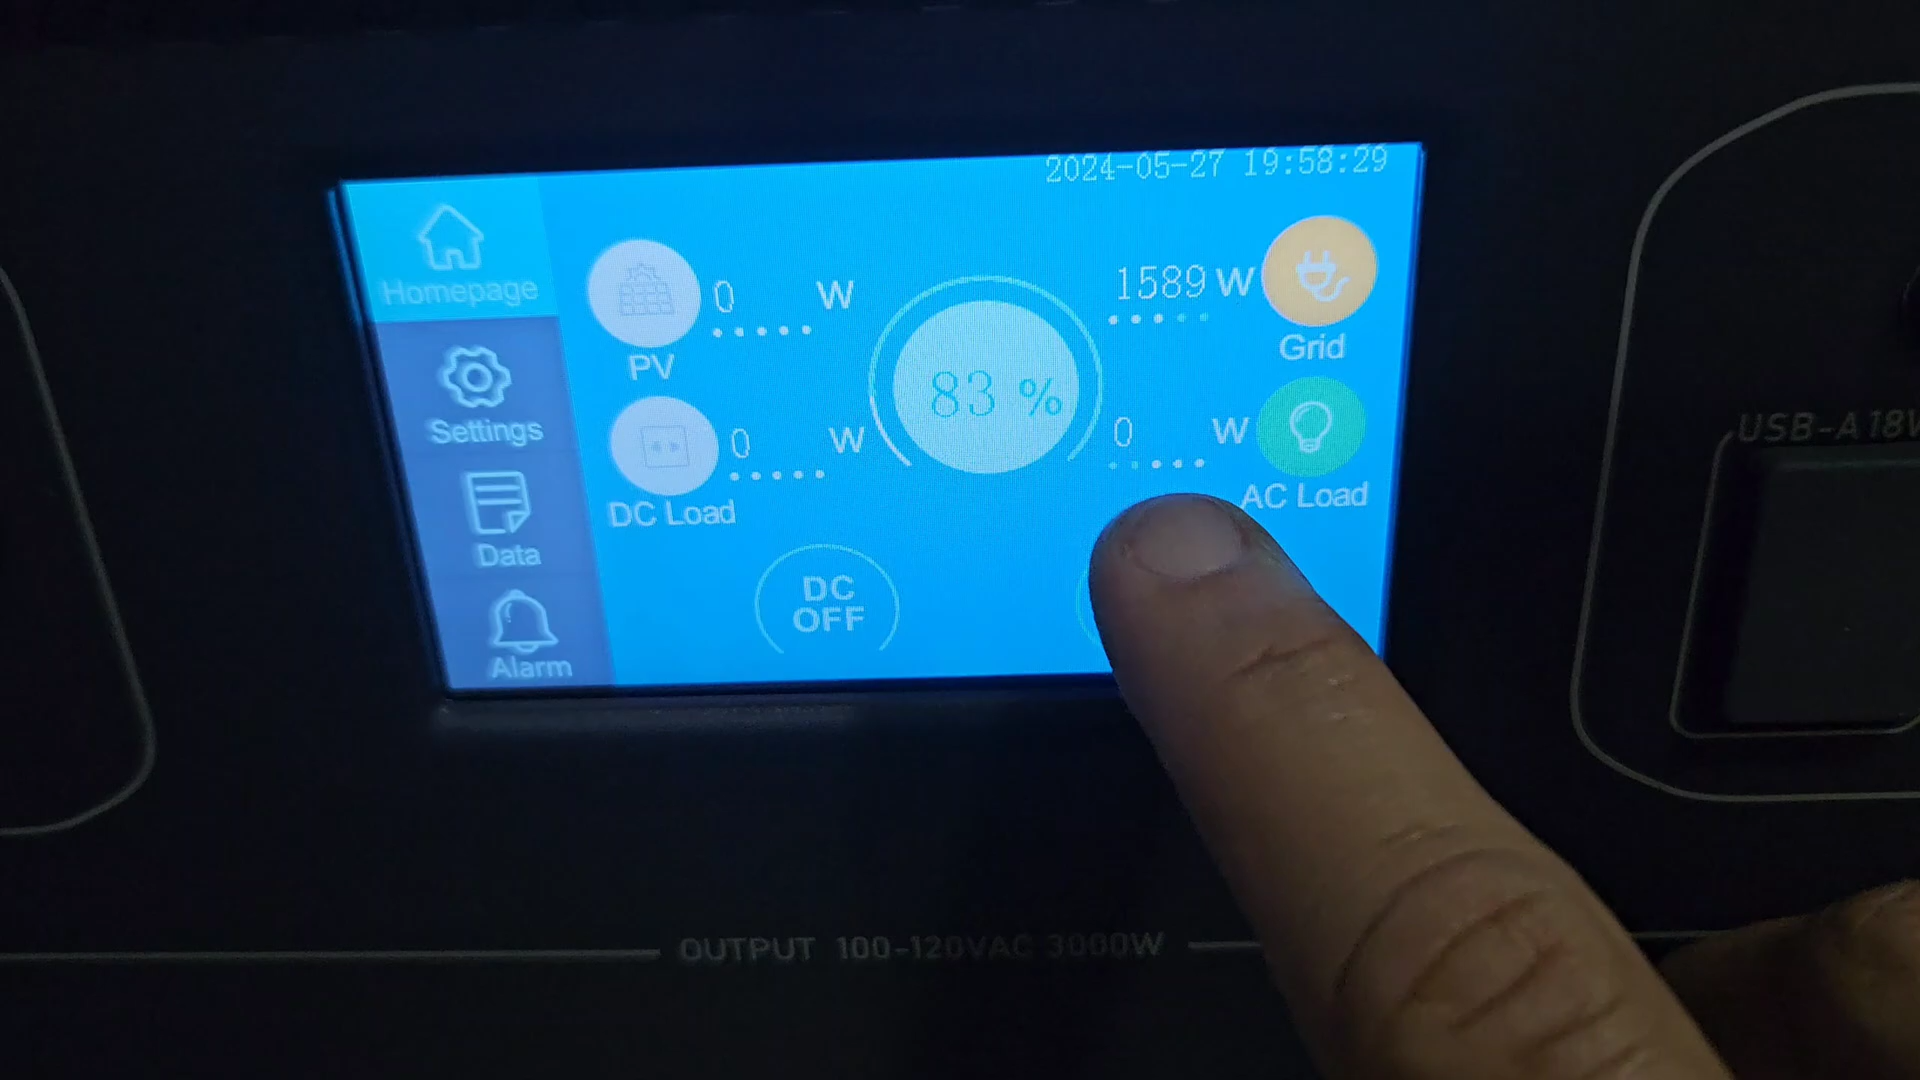 2024-05-27 19:58:29
Homepage
0 W
PV
1589 W
Grid
83 %
Settings
0 W
DC Load
0 W
AC Load
Data
DC
OFF
Alarm
USB-A 18W
OUTPUT 100-120VAC 3000W